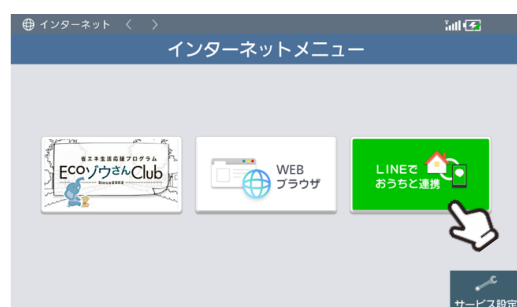 インターネット 〈 〉
インターネットメニュー
省エネ生活応援プログラム
ECOゾウさんClub
Since2002
WEB
ブラウザ
LINEで
おうちと連携
サービス設定